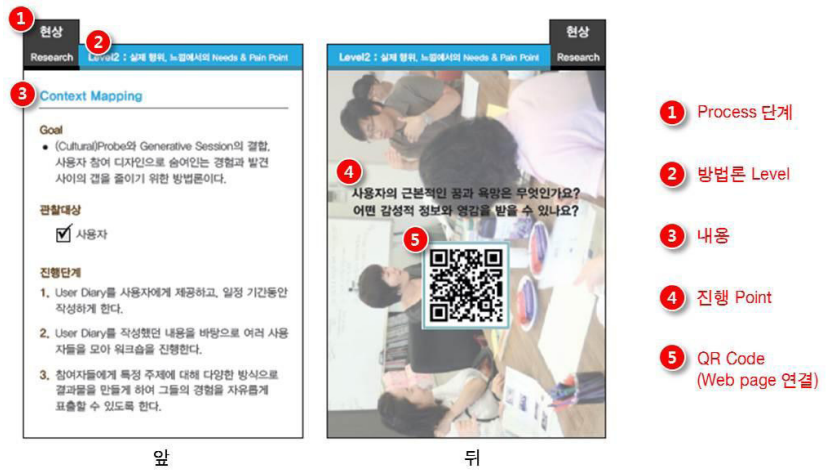 1 현상
Research
2 Level2 : 실제 행위, 느낌에서의 Needs & Pain Point
3 Context Mapping
Goal
• (Cultural)Probe와 Generative Session의 결합,
사용자 참여 디자인으로 숨어있는 경험과 발견
사이의 갭을 줄이기 위한 방법론이다.
관찰대상
사용자
진행단계
1. User Diary를 사용자에게 제공하고, 일정 기간동안
작성하게 한다.
2. User Diary를 작성했던 내용을 바탕으로 여러 사용
자들을 모아 워크숍을 진행한다.
3. 참여자들에게 특정 주제에 대해 다양한 방식으로
결과물을 만들게 하여 그들의 경험을 자유롭게
표출할 수 있도록 한다.
앞
현상
Level2 : 실제 행위, 느낌에서의 Needs & Pain Point
Research
4
사용자의 근본적인 꿈과 욕망은 무엇인가요?
어떤 감성적 정보와 영감을 받을 수 있나요?
5
뒤
1 Process 단계
2 방법론 Level
3 내용
4 진행 Point
5 QR Code
(Web page 연결)